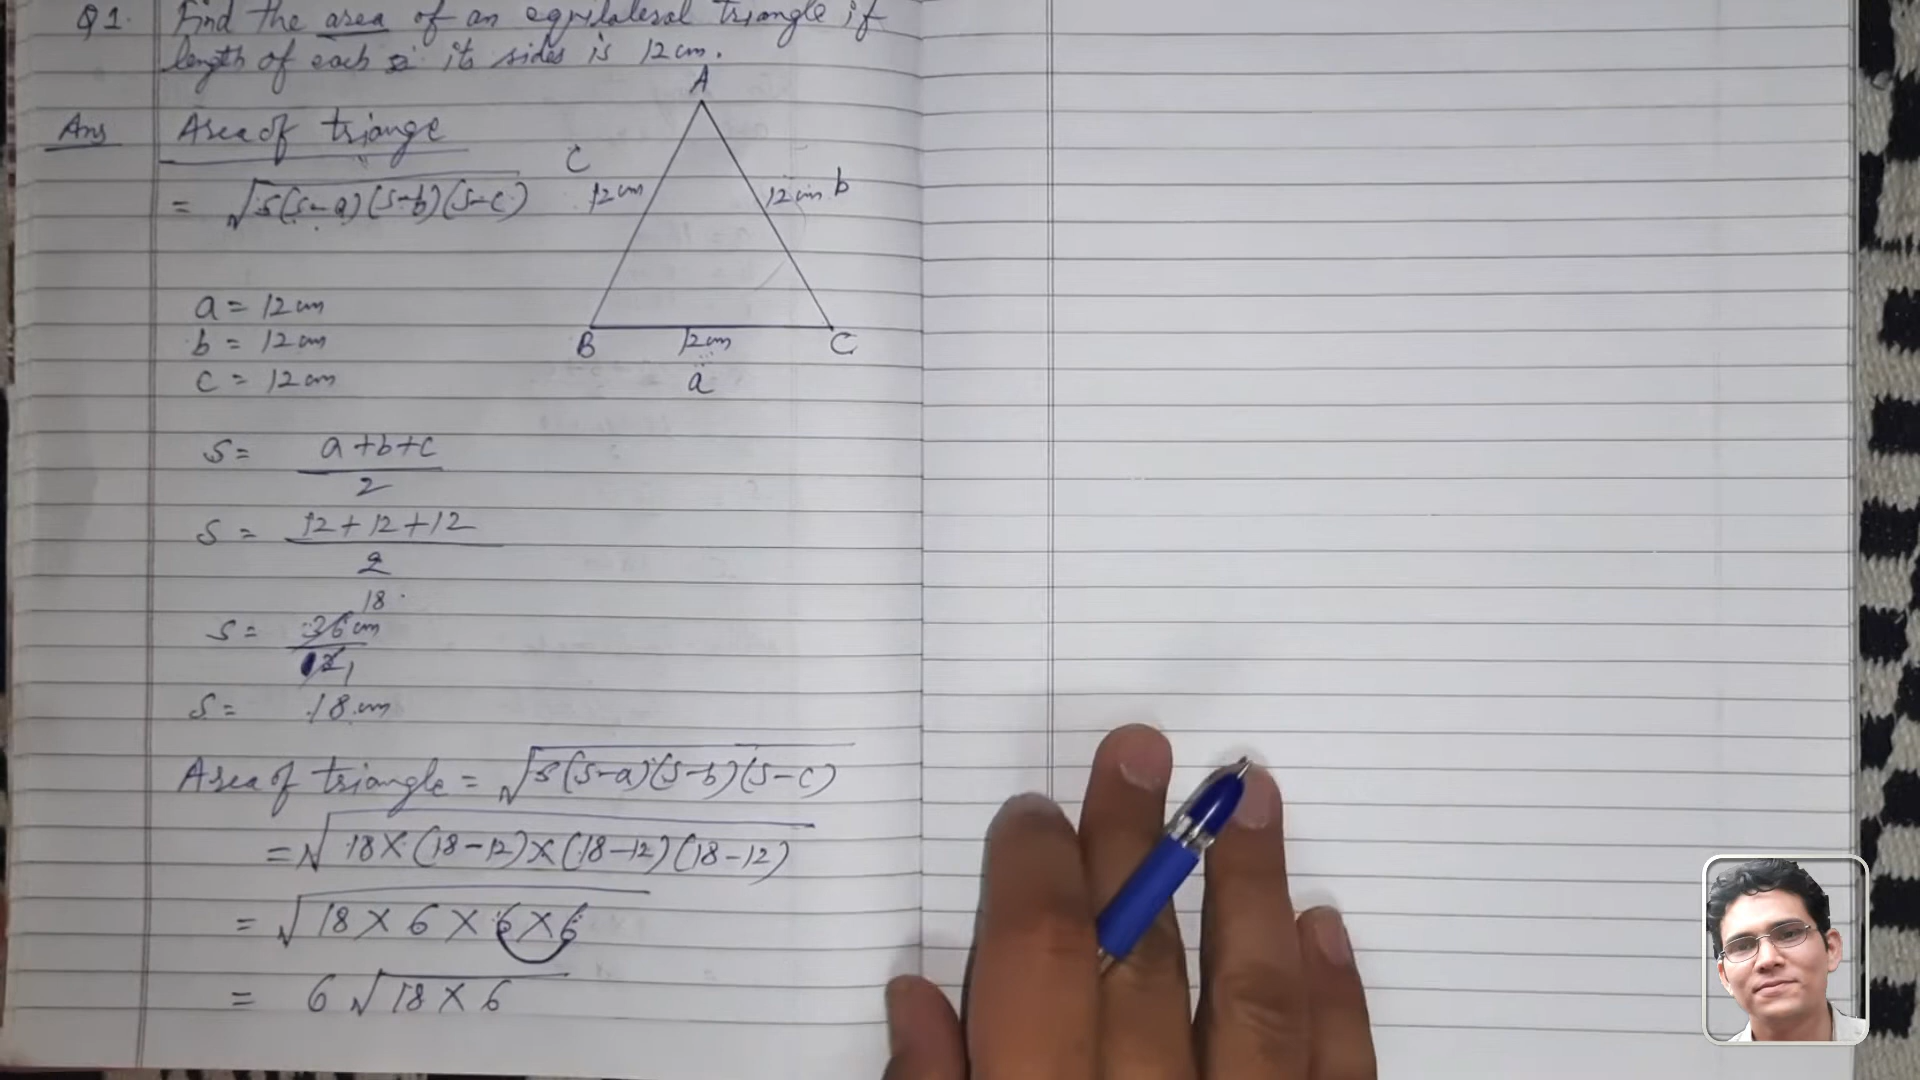 Q1. Find the area of an equilateral triangle if
length of each its sides is 12 cm.
Ans Area of triange
= √s(s-a)(s-b)(s-c)
A
C
12 cm
12 cm b
B
12 cm
C
a
a = 12 cm
b = 12 cm
c = 12 cm
s = a+b+c
2
s = 12+12+12
2
18
s = 36 cm
2 1
s = 18 cm
Area of triangle = √s(s-a)(s-b)(s-c)
= √18×(18-12)×(18-12)(18-12)
= √18×6×6×6
= 6√18×6